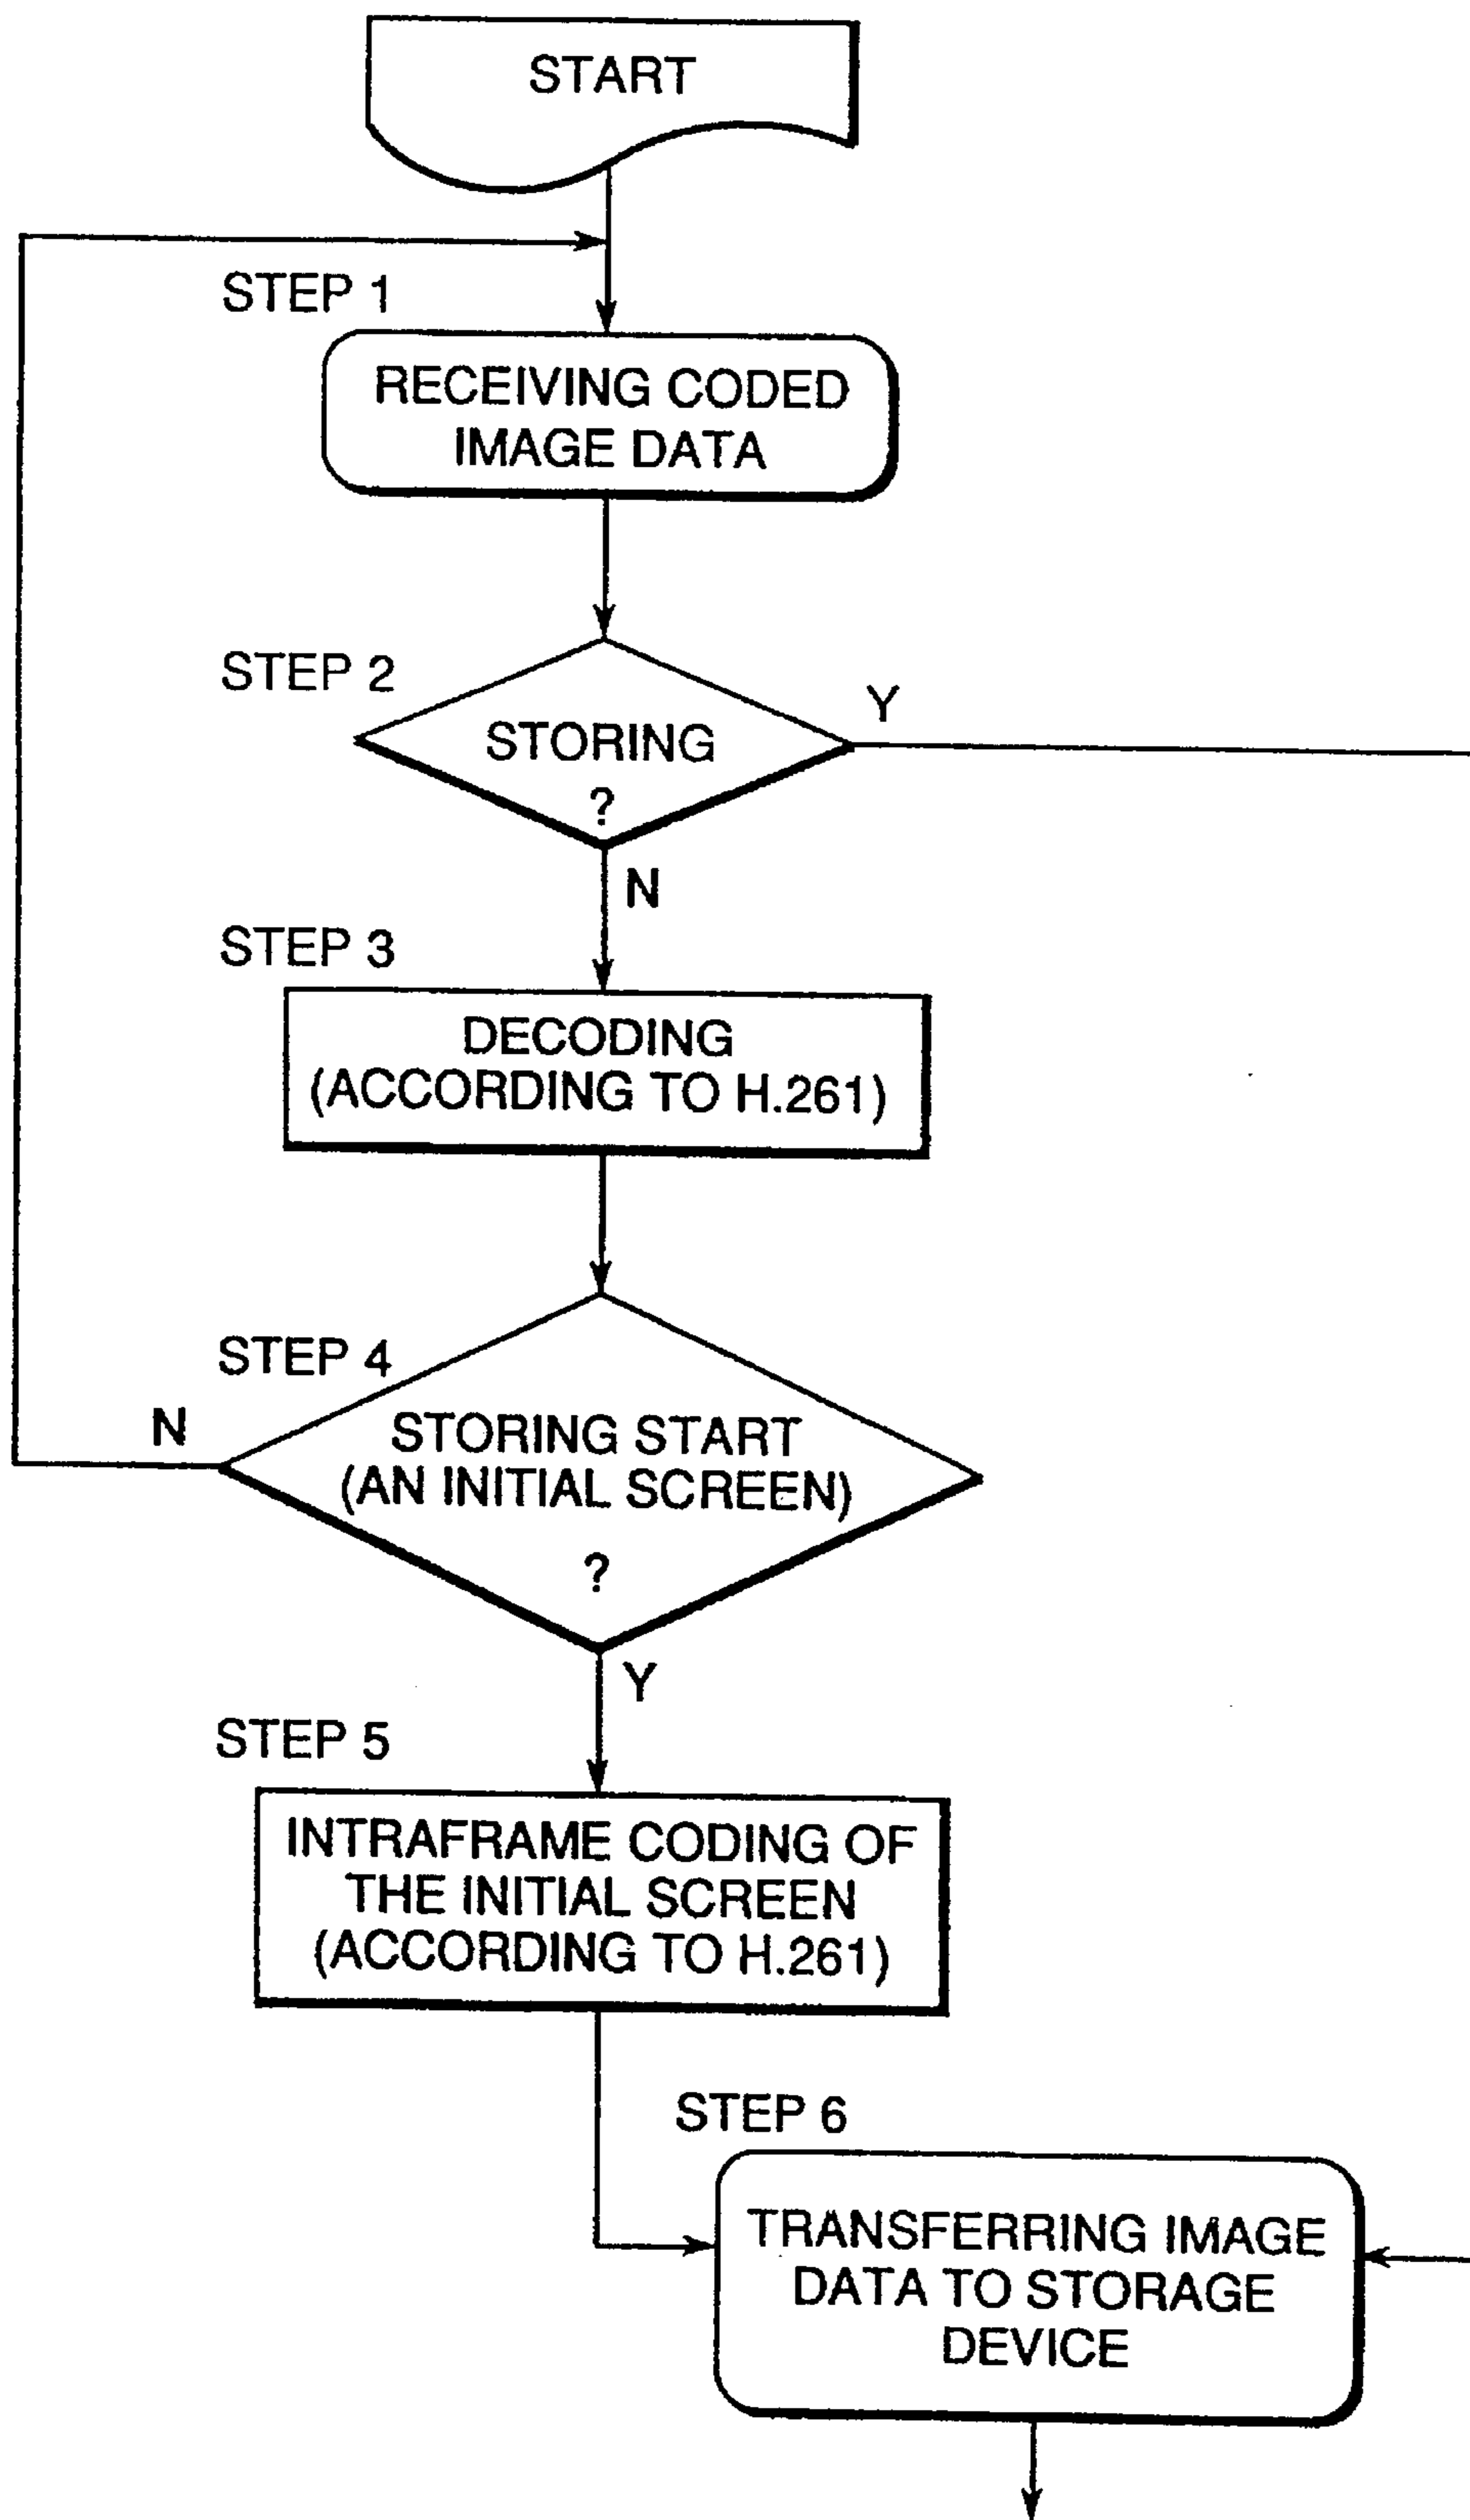 START
STEP 1
RECEIVING CODED
IMAGE DATA
STEP 2
STORING
?
Y
N
STEP 3
DECODING
(ACCORDING TO H.261)
STEP 4
N
STORING START
(AN INITIAL SCREEN)
?
Y
STEP 5
INTRAFRAME CODING OF
THE INITIAL SCREEN
(ACCORDING TO H.261)
STEP 6
TRANSFERRING IMAGE
DATA TO STORAGE
DEVICE